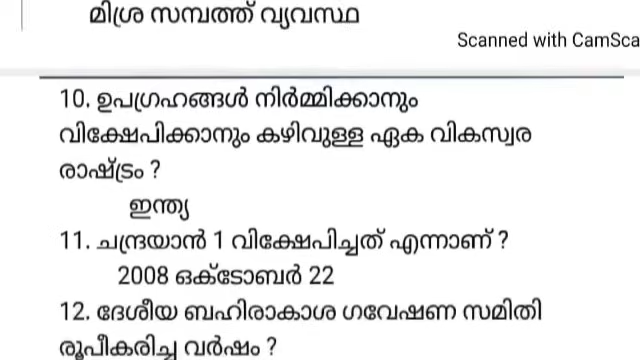 മിശ്ര സമ്പത്ത് വ്യവസ്ഥ
Scanned with CamSca
10. ഉപഗ്രഹങ്ങൾ നിർമ്മിക്കാനും
വിക്ഷേപിക്കാനും കഴിവുള്ള ഏക വികസ്വര
രാഷ്ട്രം ?
ഇന്ത്യ
11. ചന്ദ്രയാൻ 1 വിക്ഷേപിച്ചത് എന്നാണ് ?
2008 ഒക്ടോബർ 22
12. ദേശീയ ബഹിരാകാശ ഗവേഷണ സമിതി
രൂപീകരിച്ച വർഷം ?